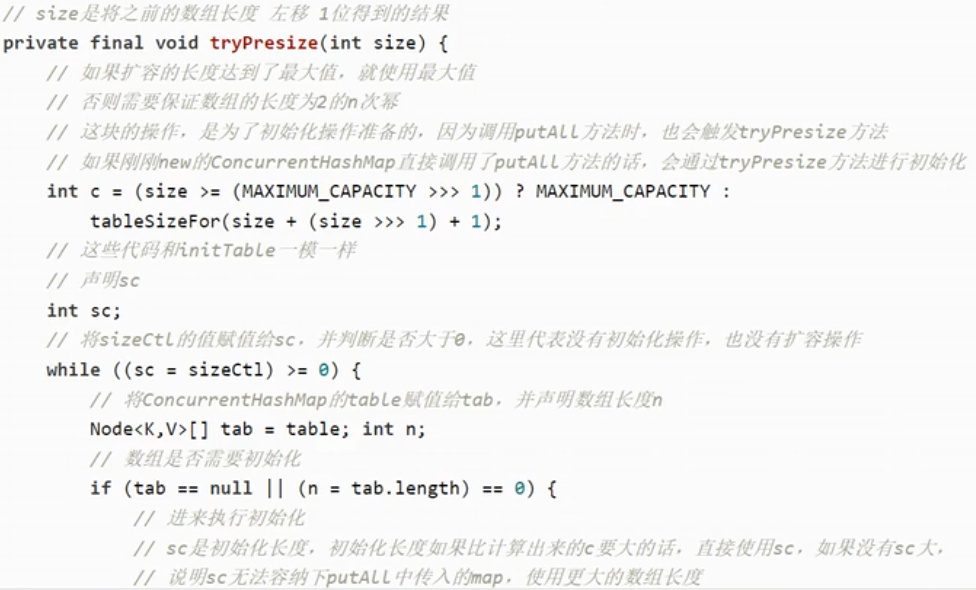 // size是将之前的数组长度 左移 1位得到的结果
private final void tryPresize(int size) {
    // 如果扩容的长度达到了最大值，就使用最大值
    // 否则需要保证数组的长度为2的n次幂
    // 这块的操作，是为了初始化操作准备的，因为调用putAll方法时，也会触发tryPresize方法
    // 如果刚刚new的ConcurrentHashMap直接调用了putAll方法的话，会通过tryPresize方法进行初始化
    int c = (size >= (MAXIMUM_CAPACITY >>> 1)) ? MAXIMUM_CAPACITY :
        tableSizeFor(size + (size >>> 1) + 1);
    // 这些代码和initTable一模一样
    // 声明sc
    int sc;
    // 将sizeCtl的值赋值给sc，并判断是否大于0，这里代表没有初始化操作，也没有扩容操作
    while ((sc = sizeCtl) >= 0) {
        // 将ConcurrentHashMap的table赋值给tab，并声明数组长度n
        Node<K,V>[] tab = table; int n;
        // 数组是否需要初始化
        if (tab == null || (n = tab.length) == 0) {
            // 进来执行初始化
            // sc是初始化长度，初始化长度如果比计算出来的c要大的话，直接使用sc，如果没有sc大，
            // 说明sc无法容纳下putAll中传入的map，使用更大的数组长度